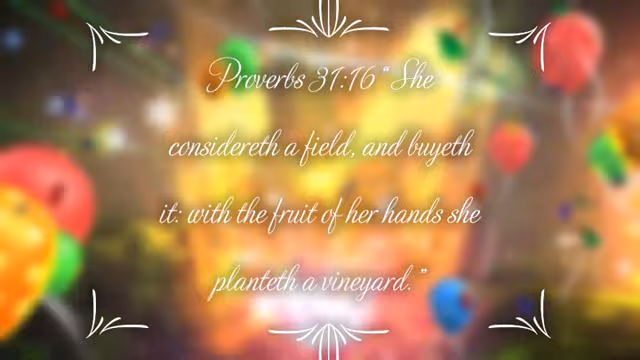 Proverbs 31:16 “She
considereth a field, and buyeth
it: with the fruit of her hands she
planteth a vineyard.”